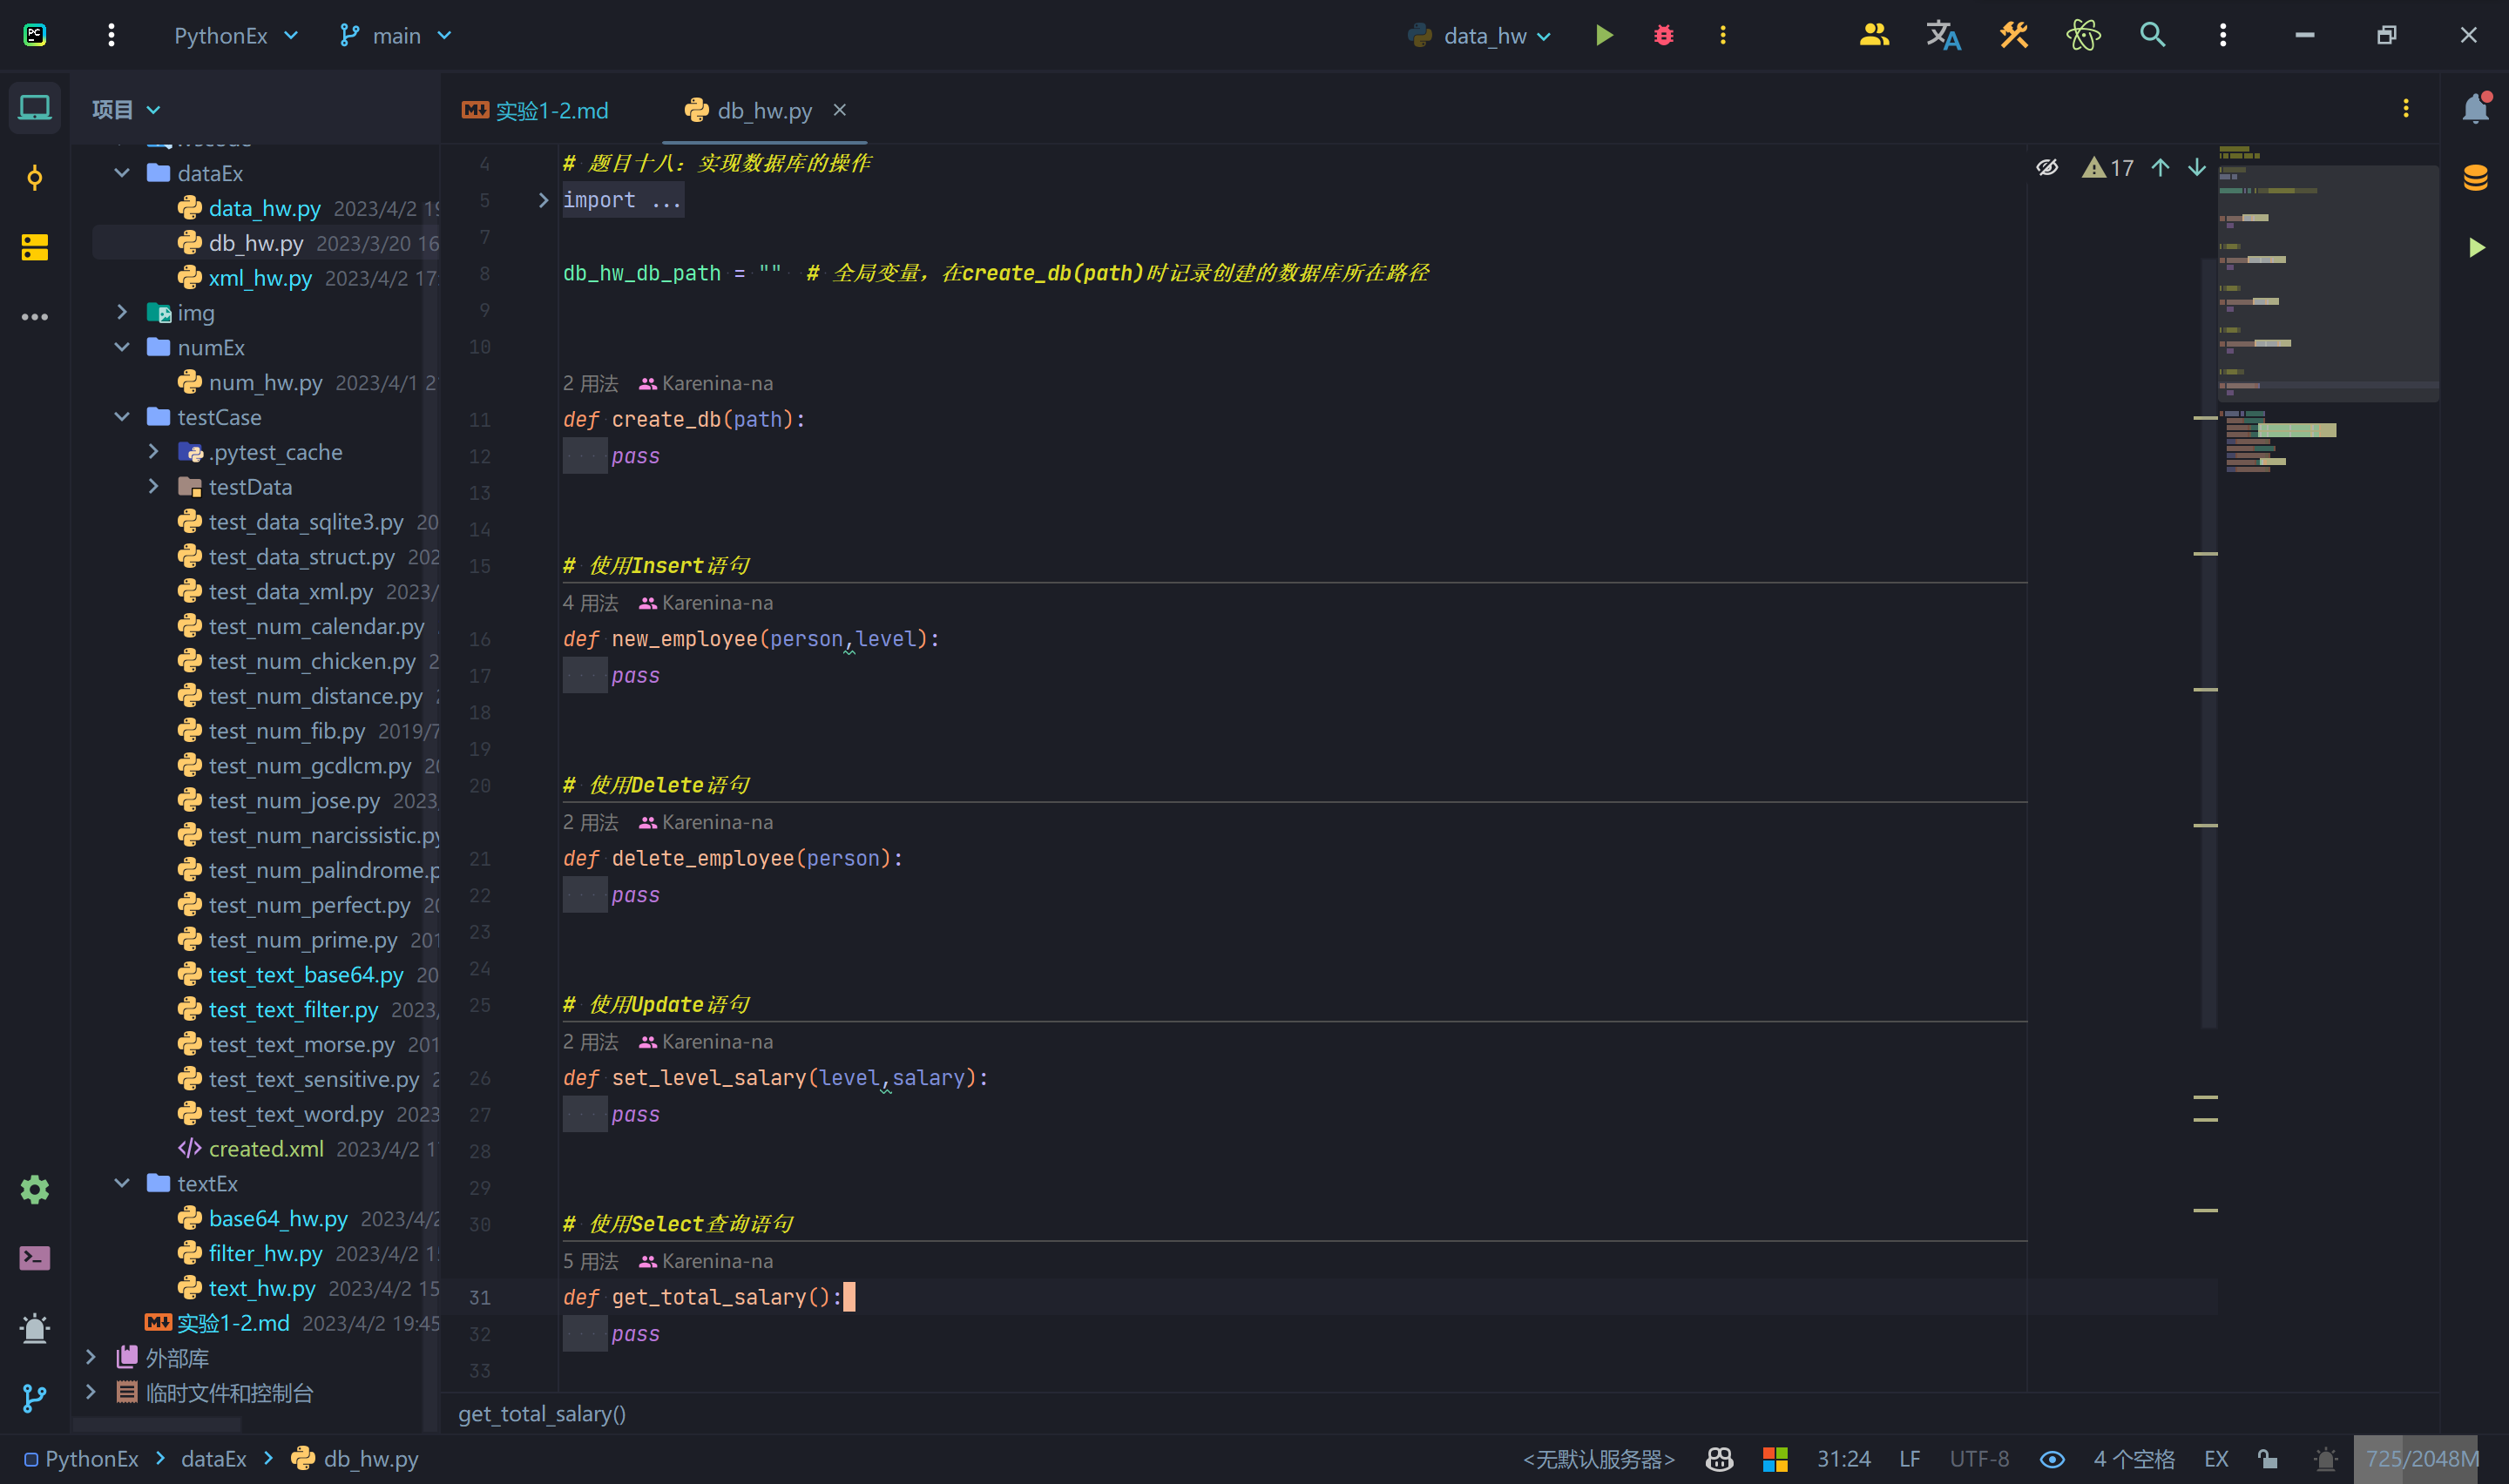 PythonEx
main
data_hw
项目
实验1-2.md
db_hw.py
dataEx
data_hw.py 2023/4/2
db_hw.py 2023/3/20 16
xml_hw.py 2023/4/2 17
img
numEx
num_hw.py 2023/4/1 2
testCase
.pytest_cache
testData
test_data_sqlite3.py 20
test_data_struct.py 202
test_data_xml.py 2023/
test_num_calendar.py
test_num_chicken.py 2
test_num_distance.py
test_num_fib.py 2019/7
test_num_gcdlcm.py 20
test_num_jose.py 2023
test_num_narcissistic.py
test_num_palindrome.p
test_num_perfect.py 20
test_num_prime.py 201
test_text_base64.py 20
test_text_filter.py 2023/
test_text_morse.py 201
test_text_sensitive.py 2
test_text_word.py 2023
created.xml 2023/4/2 1
textEx
base64_hw.py 2023/4/2
filter_hw.py 2023/4/2 1
text_hw.py 2023/4/2 15
实验1-2.md 2023/4/2 19:45
外部库
临时文件和控制台
17
4 # 题目十八：实现数据库的操作
5 import ...
7
8 db_hw_db_path = "" # 全局变量，在create_db(path)时记录创建的数据库所在路径
9
10
2 用法 Karenina-na
11 def create_db(path):
12 pass
13
14
15 # 使用Insert语句
4 用法 Karenina-na
16 def new_employee(person,level):
17 pass
18
19
20 # 使用Delete语句
2 用法 Karenina-na
21 def delete_employee(person):
22 pass
23
24
25 # 使用Update语句
2 用法 Karenina-na
26 def set_level_salary(level,salary):
27 pass
28
29
30 # 使用Select查询语句
5 用法 Karenina-na
31 def get_total_salary():
32 pass
33
get_total_salary()
PythonEx > dataEx > db_hw.py
<无默认服务器>
31:24
LF
UTF-8
4 个空格
EX
725/2048M